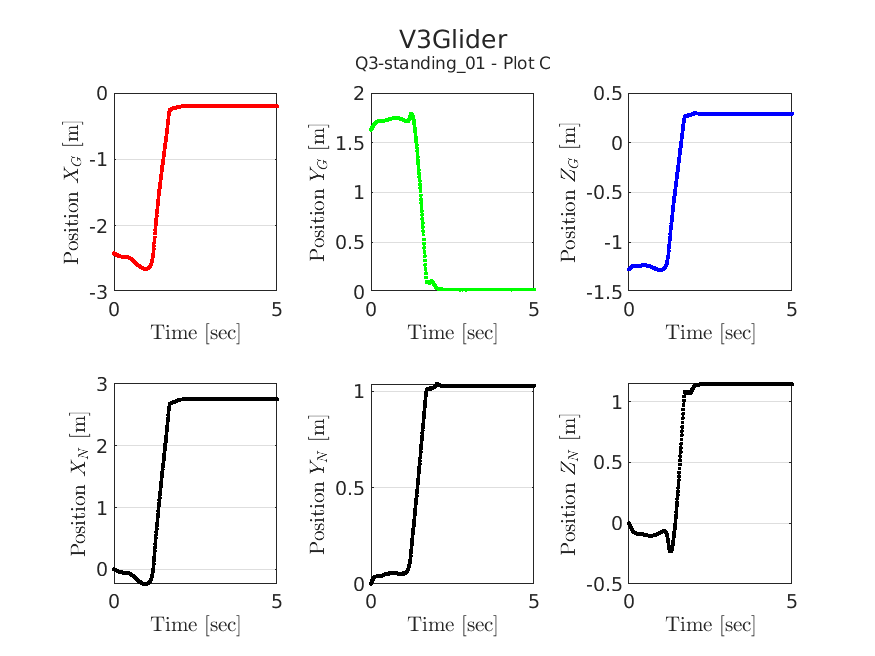 V3Glider
Q3-standing_01 - Plot C
0
-1
-2
-3
Position X_G [m]
0
5
Time [sec]
2
1.5
1
0.5
0
Position Y_G [m]
0
5
Time [sec]
0.5
0
-0.5
-1
-1.5
Position Z_G [m]
0
5
Time [sec]
3
2
1
0
Position X_N [m]
0
5
Time [sec]
1
0.5
0
Position Y_N [m]
0
5
Time [sec]
1
0.5
0
-0.5
Position Z_N [m]
0
5
Time [sec]